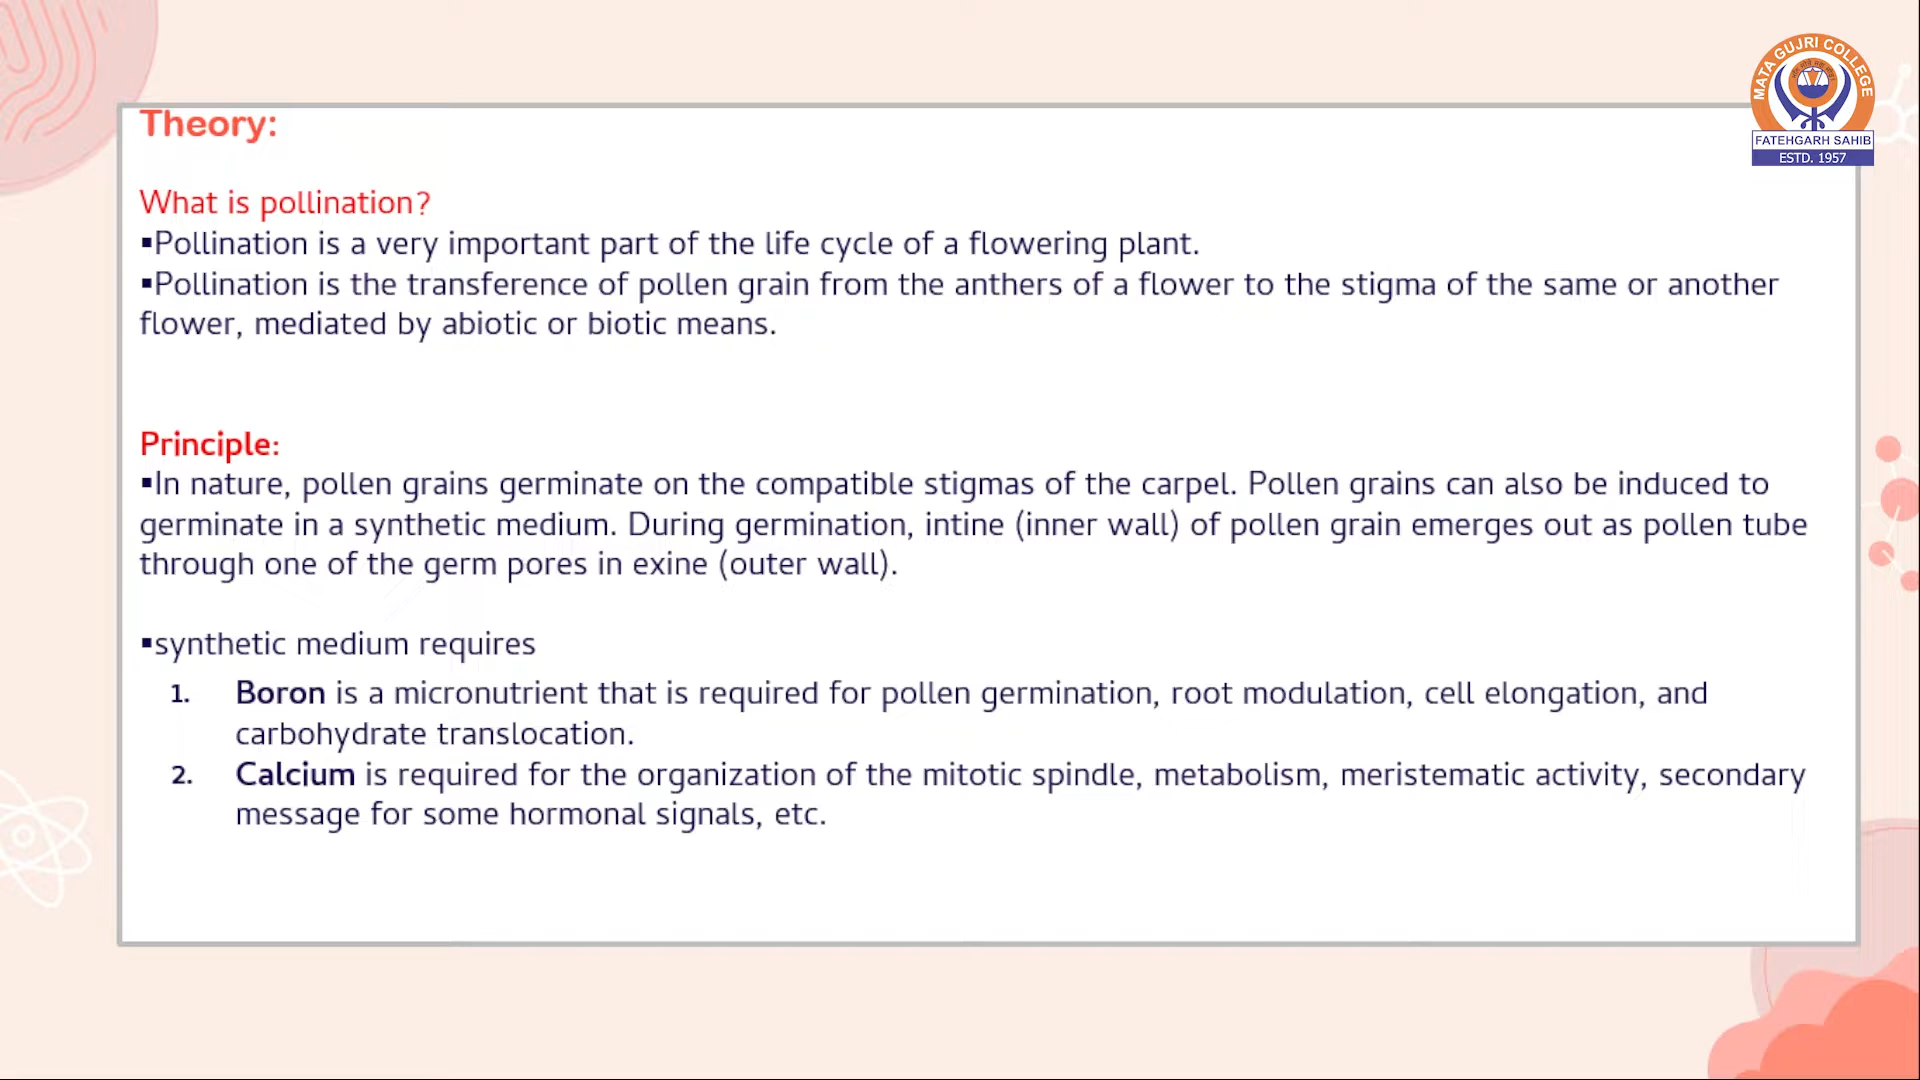 MATA GUJRI COLLEGE
FATEHGARH SAHIB
ESTD. 1957
Theory:
What is pollination?
▪Pollination is a very important part of the life cycle of a flowering plant.
▪Pollination is the transference of pollen grain from the anthers of a flower to the stigma of the same or another
flower, mediated by abiotic or biotic means.
Principle:
▪In nature, pollen grains germinate on the compatible stigmas of the carpel. Pollen grains can also be induced to
germinate in a synthetic medium. During germination, intine (inner wall) of pollen grain emerges out as pollen tube
through one of the germ pores in exine (outer wall).
▪synthetic medium requires
1. Boron is a micronutrient that is required for pollen germination, root modulation, cell elongation, and
carbohydrate translocation.
2. Calcium is required for the organization of the mitotic spindle, metabolism, meristematic activity, secondary
message for some hormonal signals, etc.